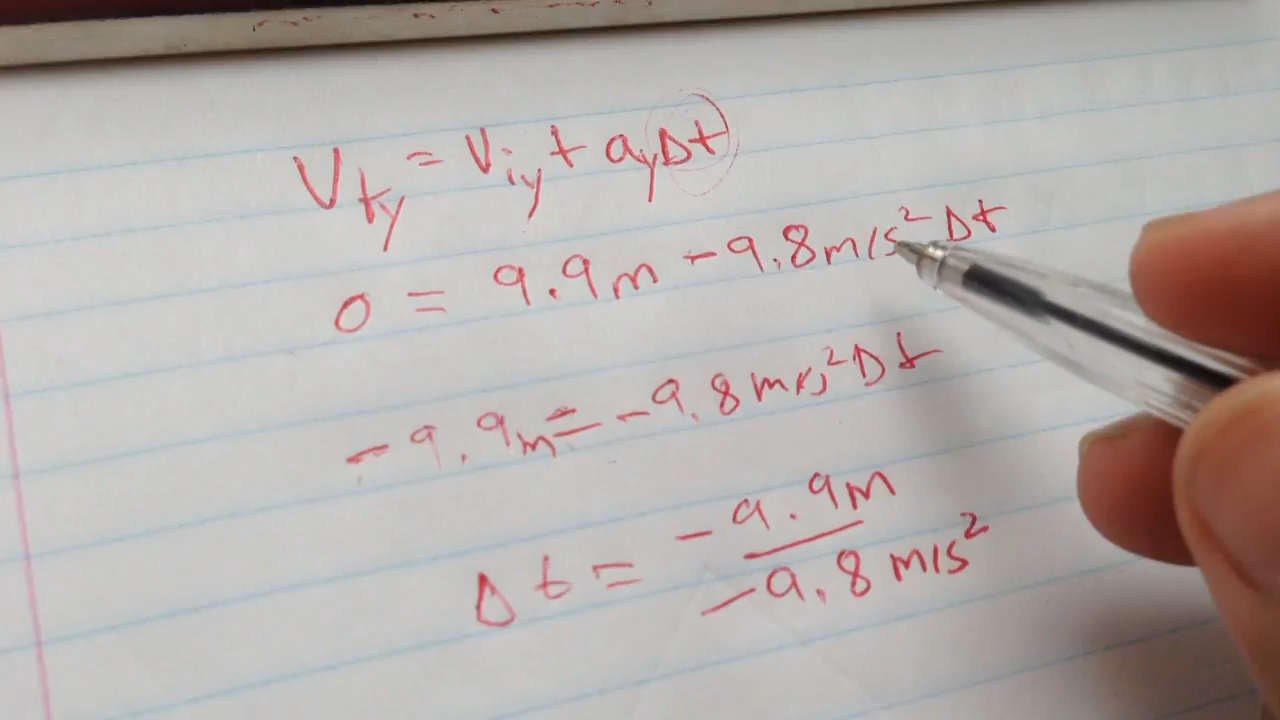 Vfy = Viy + ayΔt
0 = 9.9m - 9.8m/s² Δt
-9.9m = -9.8m/s² Δt
Δt = -9.9m / -9.8m/s²